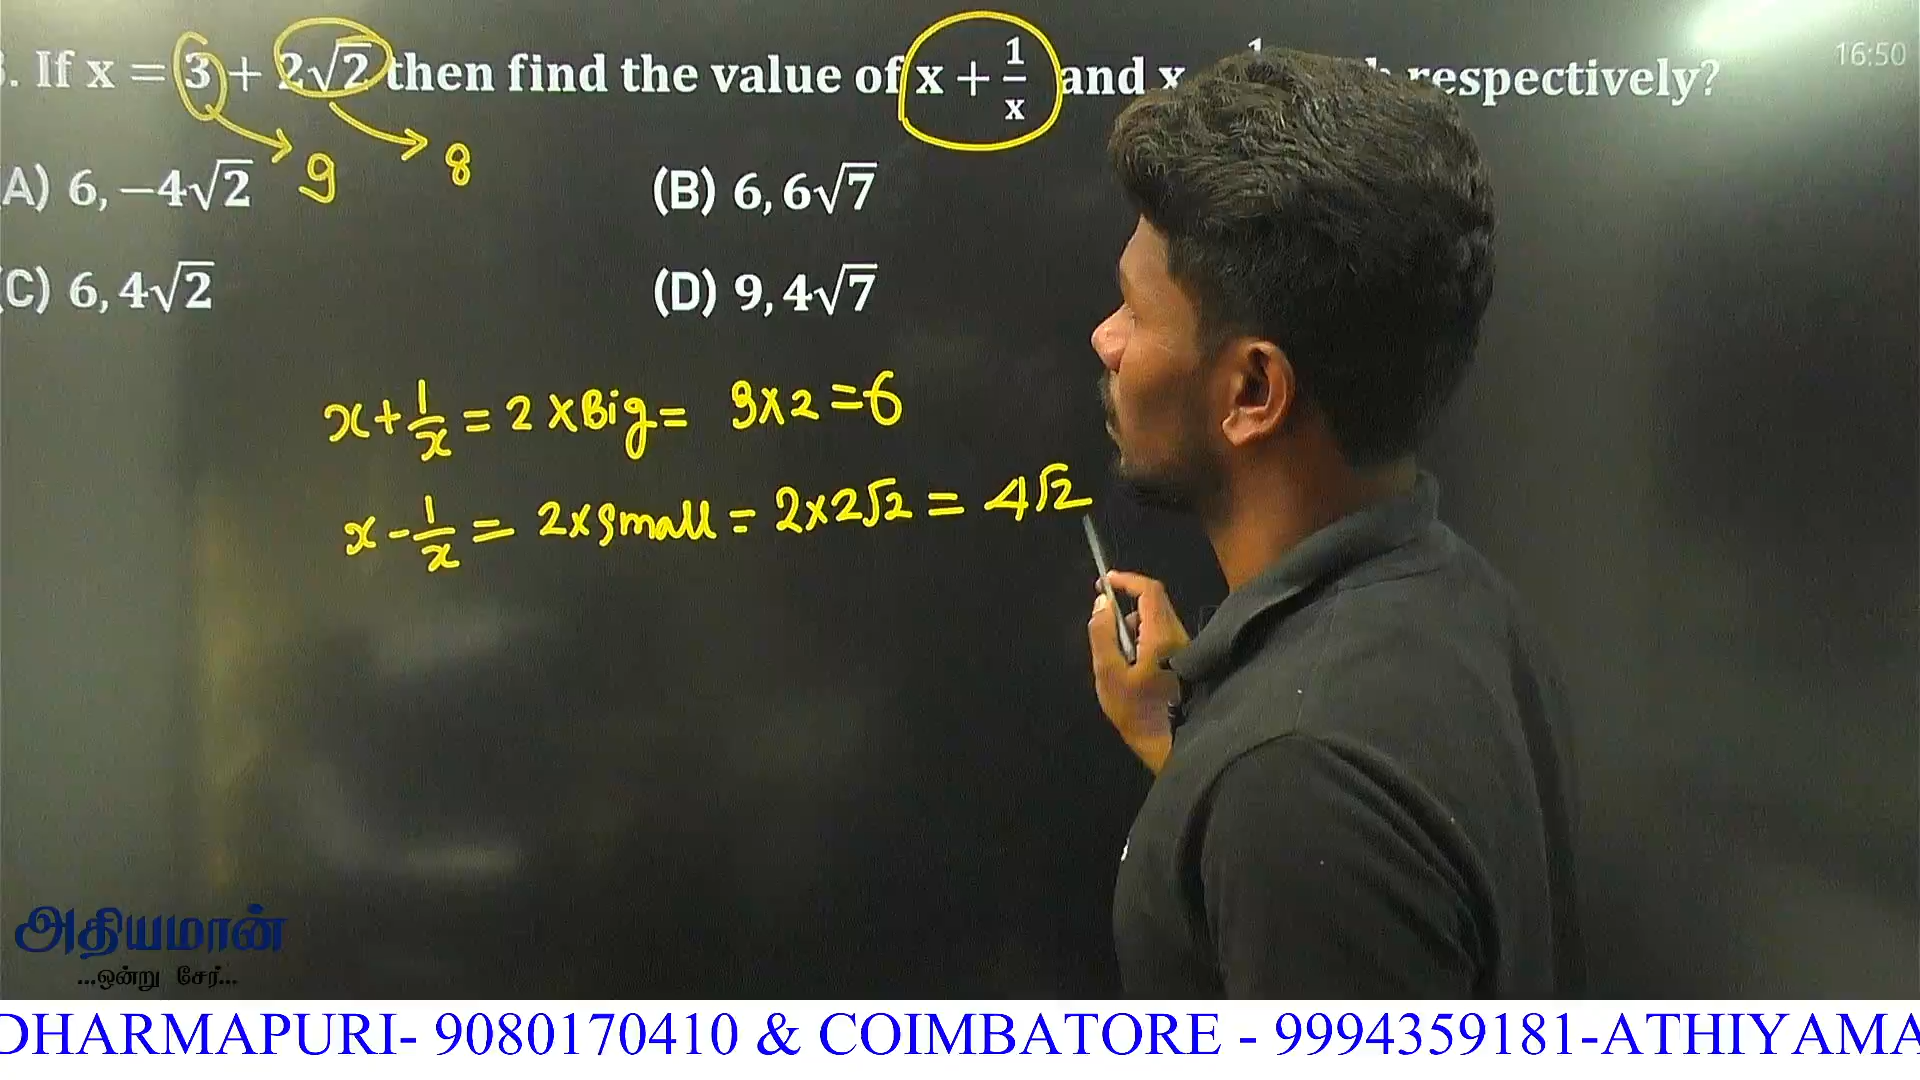 . If x = 3 + 2√2 then find the value of x + 1/x and x respectively?
16:50
9
8
A) 6, −4√2
(B) 6, 6√7
C) 6, 4√2
(D) 9, 4√7
x + 1/x = 2 × Big = 3×2 = 6
x - 1/x = 2×small = 2×2√2 = 4√2
அதியமான்
...ஒன்று சேர்...
DHARMAPURI- 9080170410 & COIMBATORE - 9994359181-ATHIYAMA